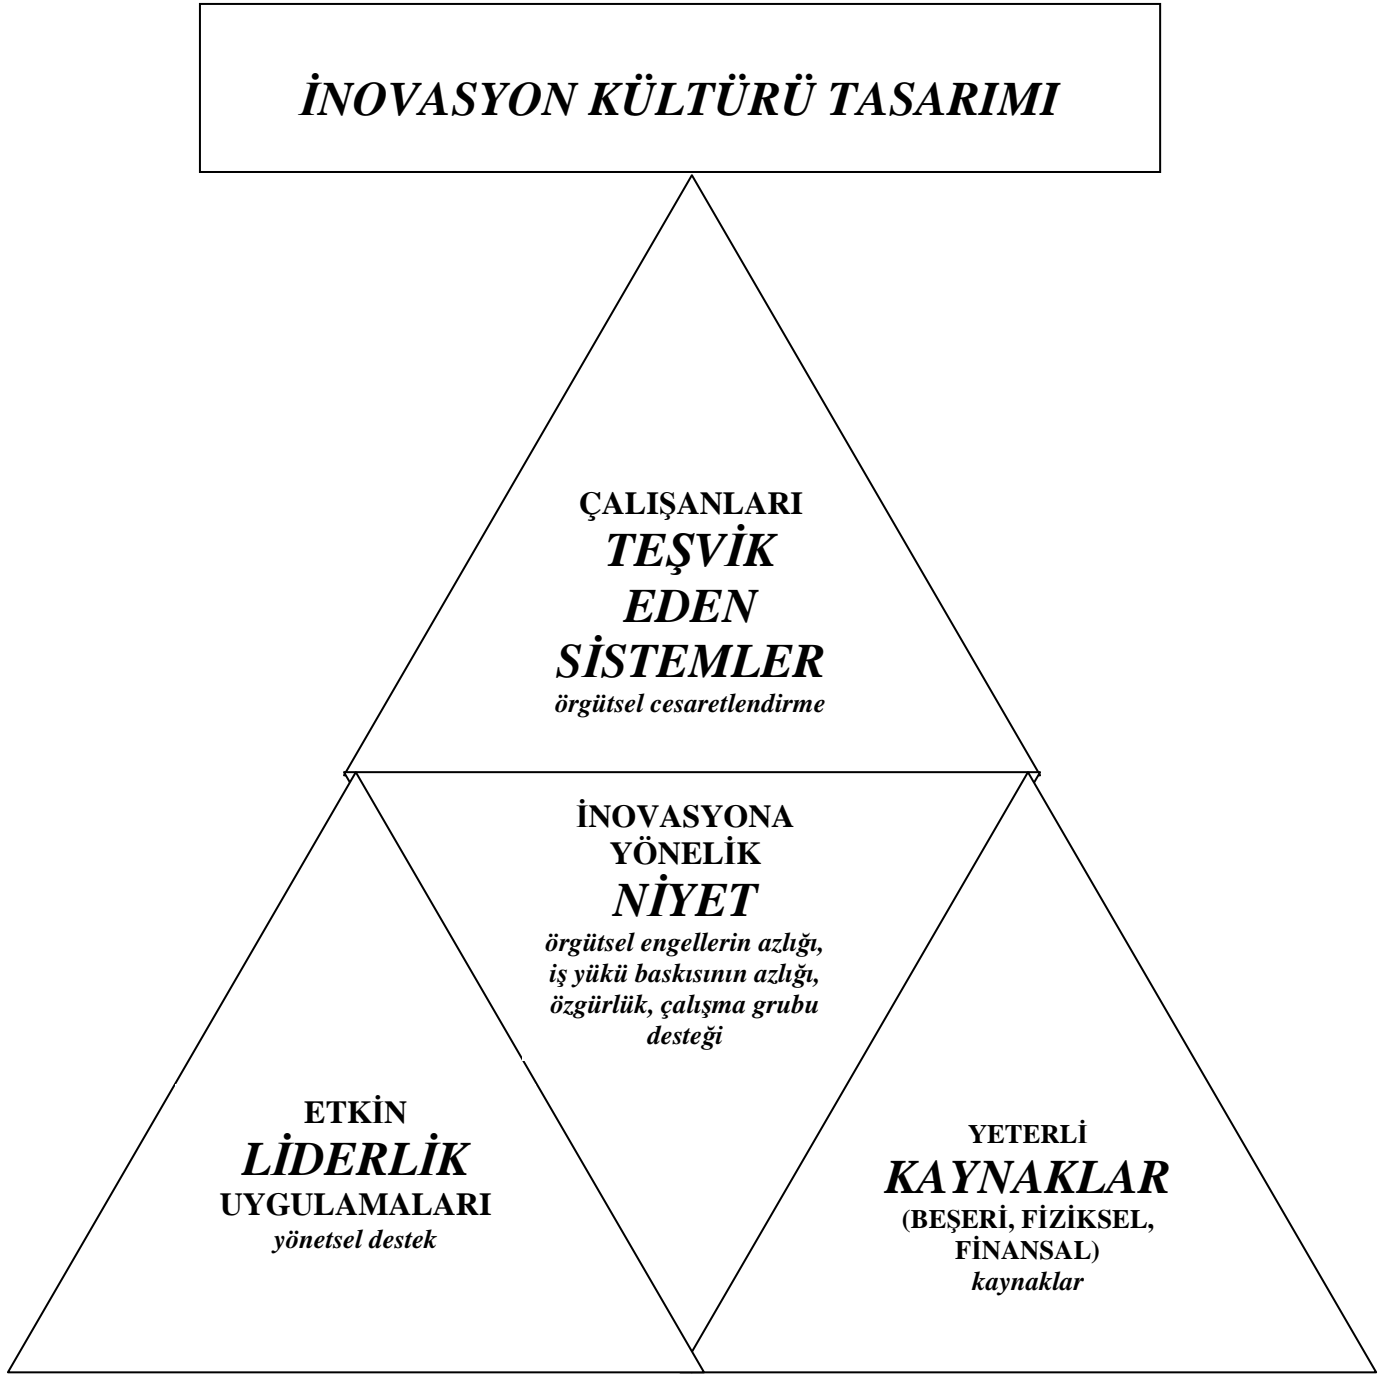 İNOVASYON KÜLTÜRÜ TASARIMI
ÇALIŞANLARI
TEŞVİK
EDEN
SİSTEMLER
örgütsel cesaretlendirme
İNOVASYONA
YÖNELİK
NİYET
örgütsel engellerin azlığı,
iş yükü baskısının azlığı,
özgürlük, çalışma grubu
desteği
ETKİN
LİDERLİK
UYGULAMALARI
yönetsel destek
YETERLİ
KAYNAKLAR
(BEŞERİ, FİZİKSEL,
FİNANSAL)
kaynaklar